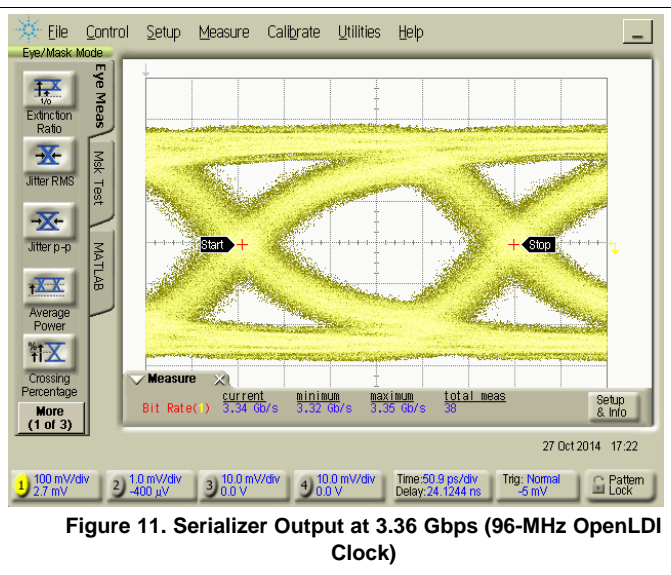 File Control Setup Measure Calibrate Utilities Help
Eye/Mask Mode
Extinction
Ratio
Jitter RMS
Jitter p-p
Average
Power
Crossing
Percentage
More
(1 of 3)
Eye Meas
Msk Test
MATLAB
Start
Stop
Measure
current minimum maximum total meas
Bit Rate(1) 3.34 Gb/s 3.32 Gb/s 3.35 Gb/s 38
Setup
& Info
27 Oct 2014 17:22
1 100 mV/div
2.7 mV
2 1.0 mV/div
-400 µV
3 10.0 mV/div
0.0 V
4 10.0 mV/div
0.0 V
Time:50.9 ps/div
Delay:24.1244 ns
Trig: Normal
-5 mV
Pattern
Lock
Figure 11. Serializer Output at 3.36 Gbps (96-MHz OpenLDI
Clock)